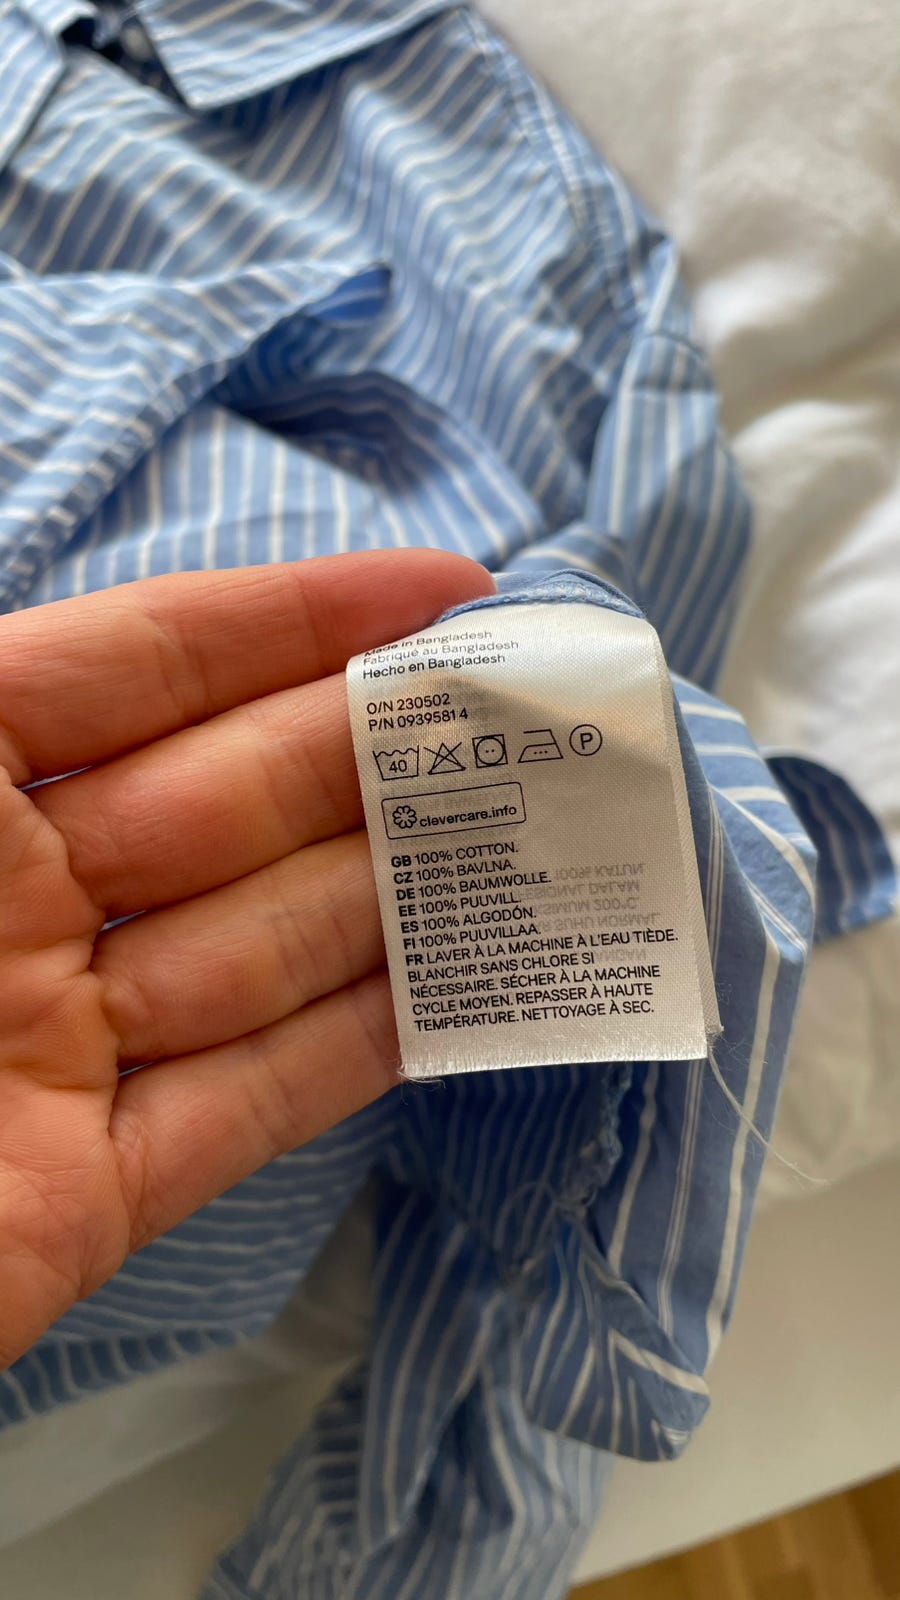 Made in Bangladesh
Fabriqué au Bangladesh
Hecho en Bangladesh
O/N 230502
P/N 0939581 4
40 P
clevercare.info
GB 100% COTTON.
CZ 100% BAVLNA.
DE 100% BAUMWOLLE.
EE 100% PUUVILL.
ES 100% ALGODÓN.
FI 100% PUUVILLAA.
FR LAVER À LA MACHINE À L'EAU TIÈDE.
BLANCHIR SANS CHLORE SI
NÉCESSAIRE. SÉCHER À LA MACHINE
CYCLE MOYEN. REPASSER À HAUTE
TEMPÉRATURE. NETTOYAGE À SEC.